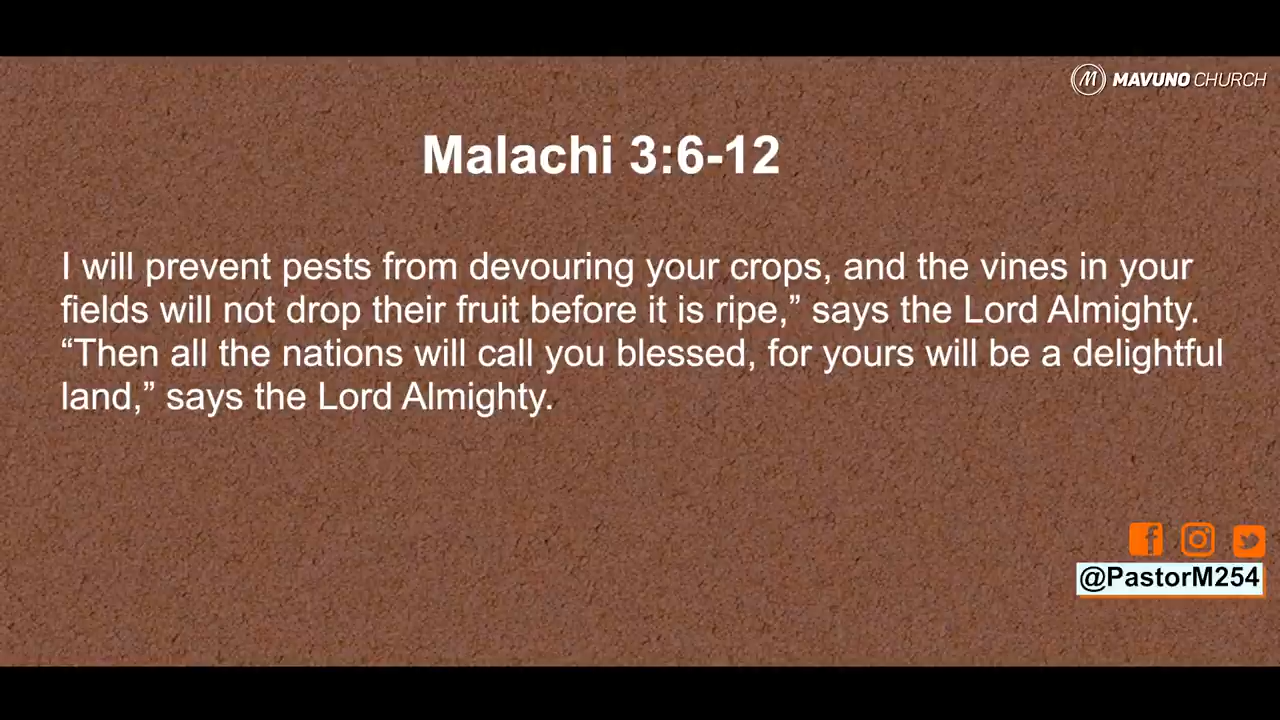 MAVUNO CHURCH
Malachi 3:6-12
I will prevent pests from devouring your crops, and the vines in your
fields will not drop their fruit before it is ripe,” says the Lord Almighty.
“Then all the nations will call you blessed, for yours will be a delightful
land,” says the Lord Almighty.
@PastorM254